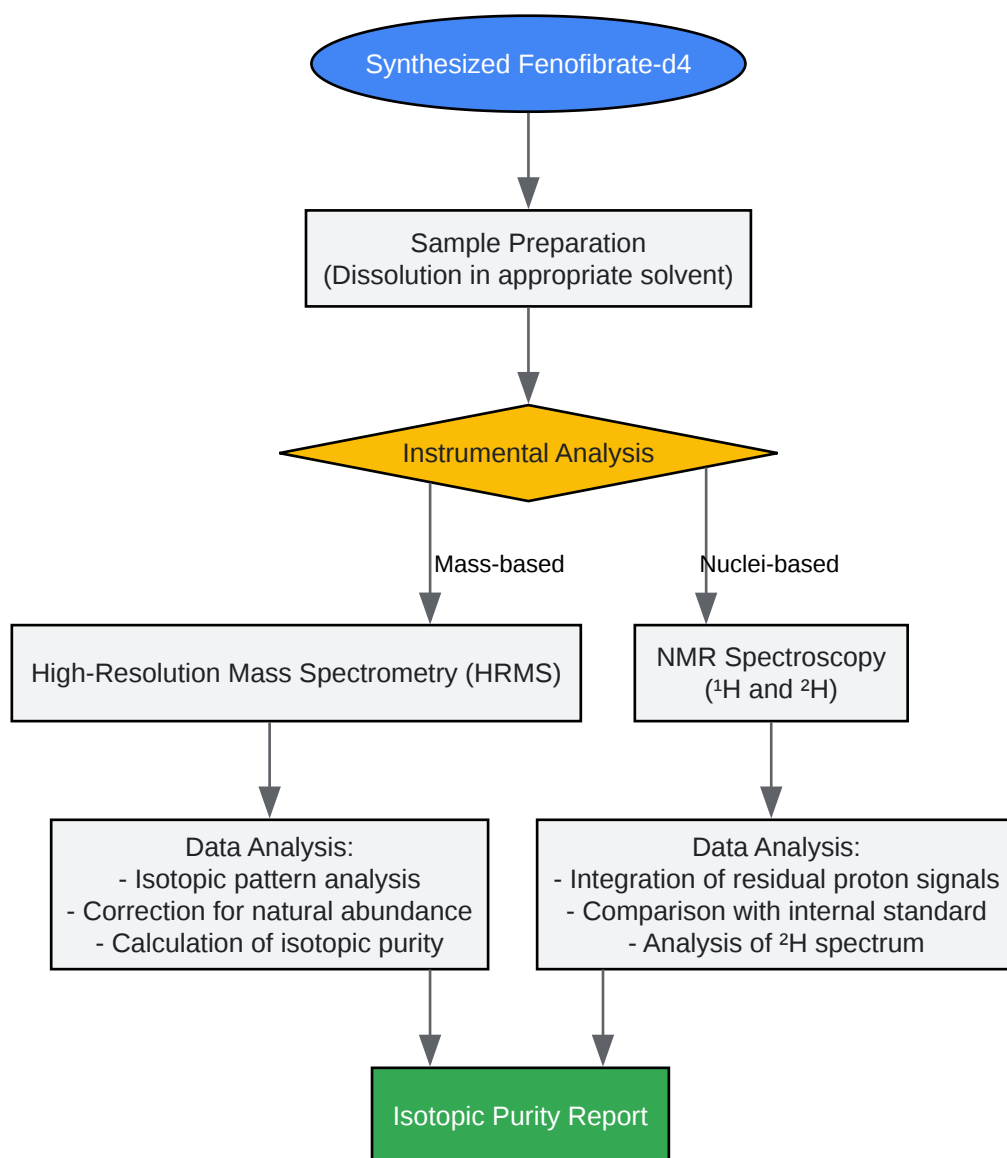 Synthesized Fenofibrate-d4
Sample Preparation
(Dissolution in appropriate solvent)
Instrumental Analysis
Mass-based
Nuclei-based
High-Resolution Mass Spectrometry (HRMS)
NMR Spectroscopy
(¹H and ²H)
Data Analysis:
- Isotopic pattern analysis
- Correction for natural abundance
- Calculation of isotopic purity
Data Analysis:
- Integration of residual proton signals
- Comparison with internal standard
- Analysis of ²H spectrum
Isotopic Purity Report